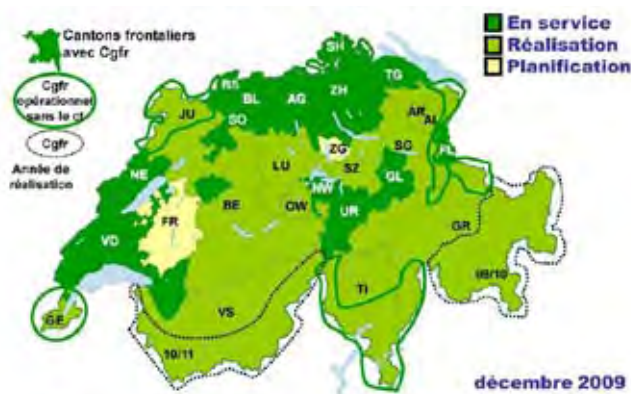 Cantons frontaliers
avec Cgfr
Cgfr
opérationnel
sans le ct
Cgfr
Année de
réalisation
En service
Réalisation
Planification
SH
BS
BL
AG
ZH
TG
JU
SO
AR
AI
ZG
SG
FL
LU
SZ
NE
NW
GL
BE
OW
UR
FR
GR
VD
TI
VS
GE
10/11
décembre 2009